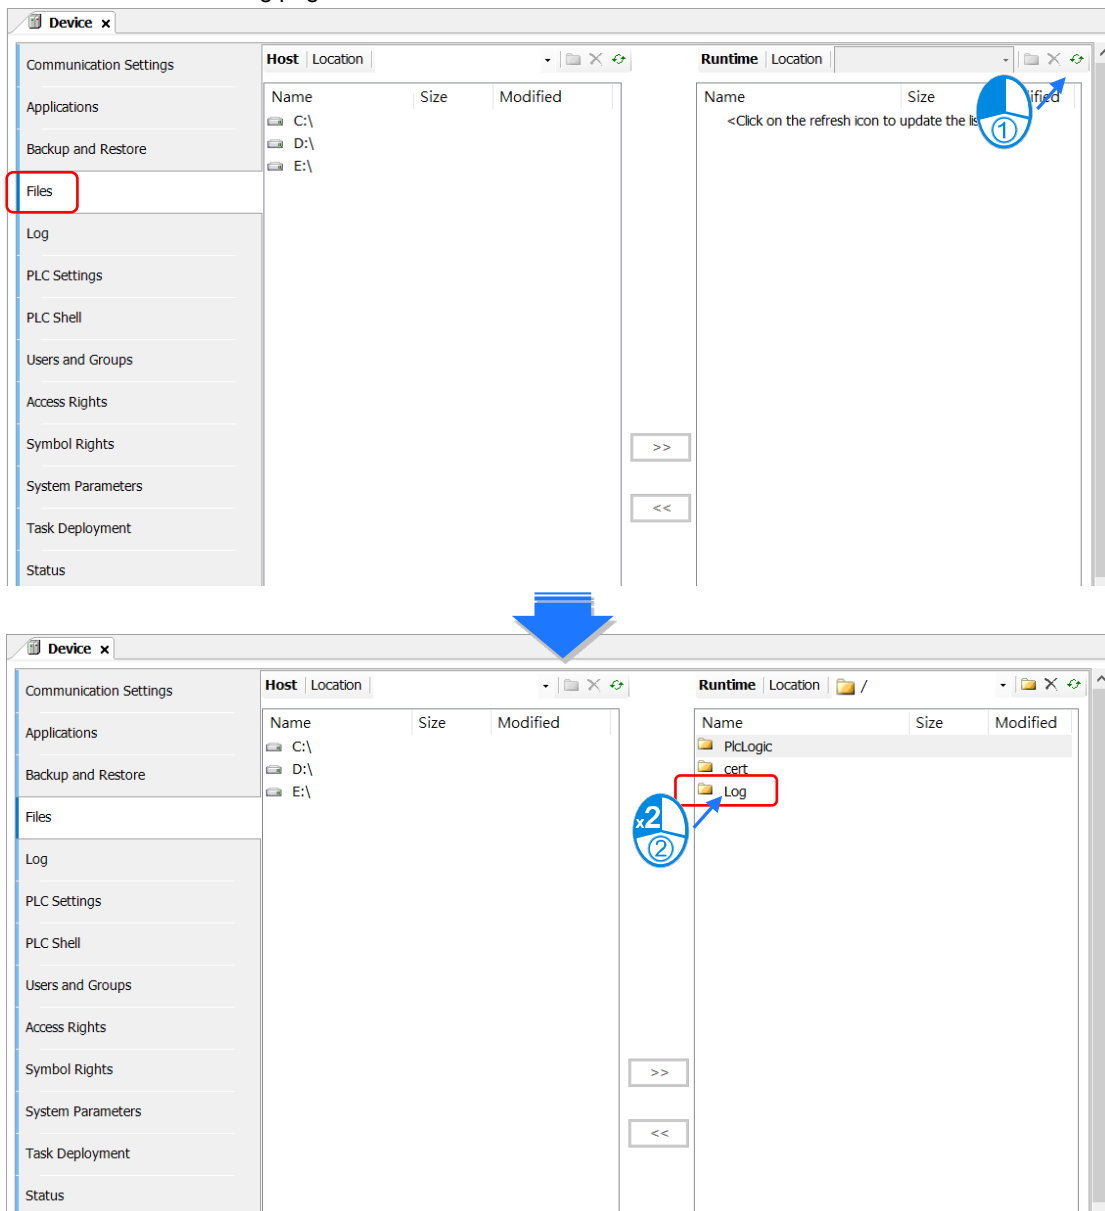 Device x
Communication Settings
Applications
Backup and Restore
Files
Log
PLC Settings
PLC Shell
Users and Groups
Access Rights
Symbol Rights
System Parameters
Task Deployment
Status
Host Location
Name Size Modified
C:\
D:\
E:\
>>
<<
Runtime Location
Name Size ified
<Click on the refresh icon to update the lis
1
Device x
Communication Settings
Applications
Backup and Restore
Files
Log
PLC Settings
PLC Shell
Users and Groups
Access Rights
Symbol Rights
System Parameters
Task Deployment
Status
Host Location
Name Size Modified
C:\
D:\
E:\
>>
<<
Runtime Location /
Name Size Modified
PlcLogic
cert
Log
x2
2